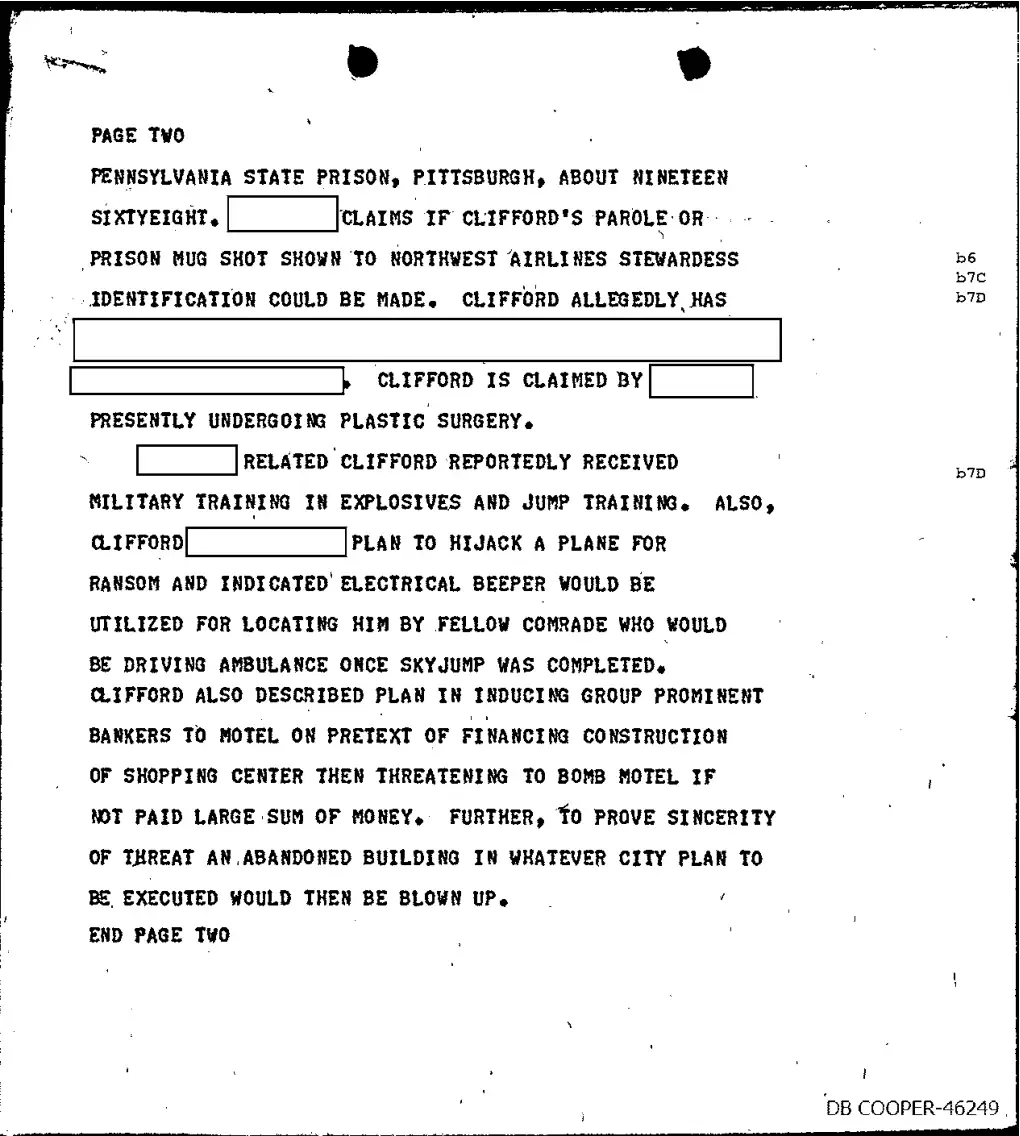 PAGE TWO
PENNSYLVANIA STATE PRISON, PITTSBURGH, ABOUT NINETEEN
SIXTYEIGHT. CLAIMS IF CLIFFORD'S PAROLE OR
PRISON MUG SHOT SHOWN TO NORTHWEST AIRLINES STEWARDESS
b6
b7C
IDENTIFICATION COULD BE MADE. CLIFFORD ALLEGEDLY HAS
b7D
. CLIFFORD IS CLAIMED BY
PRESENTLY UNDERGOING PLASTIC SURGERY.
RELATED CLIFFORD REPORTEDLY RECEIVED
b7D
MILITARY TRAINING IN EXPLOSIVES AND JUMP TRAINING. ALSO,
CLIFFORD PLAN TO HIJACK A PLANE FOR
RANSOM AND INDICATED ELECTRICAL BEEPER WOULD BE
UTILIZED FOR LOCATING HIM BY FELLOW COMRADE WHO WOULD
BE DRIVING AMBULANCE ONCE SKYJUMP WAS COMPLETED.
CLIFFORD ALSO DESCRIBED PLAN IN INDUCING GROUP PROMINENT
BANKERS TO MOTEL ON PRETEXT OF FINANCING CONSTRUCTION
OF SHOPPING CENTER THEN THREATENING TO BOMB MOTEL IF
NOT PAID LARGE SUM OF MONEY. FURTHER, TO PROVE SINCERITY
OF THREAT AN ABANDONED BUILDING IN WHATEVER CITY PLAN TO
BE EXECUTED WOULD THEN BE BLOWN UP.
END PAGE TWO
DB COOPER-46249